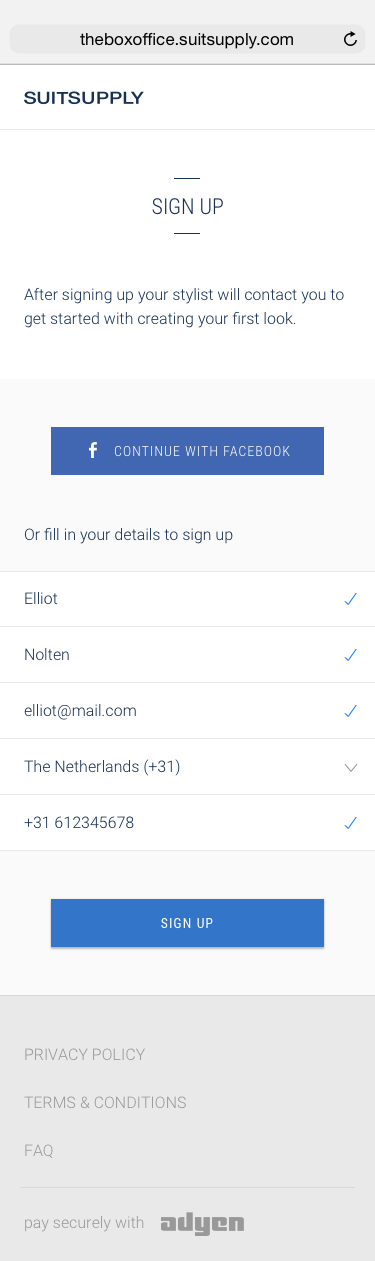 theboxoffice.suitsupply.com
SUITSUPPLY
SIGN UP
After signing up your stylist will contact you to
get started with creating your first look.
f CONTINUE WITH FACEBOOK
Or fill in your details to sign up
Elliot
Nolten
elliot@mail.com
The Netherlands (+31)
+31 612345678
SIGN UP
PRIVACY POLICY
TERMS & CONDITIONS
FAQ
pay securely with adyen